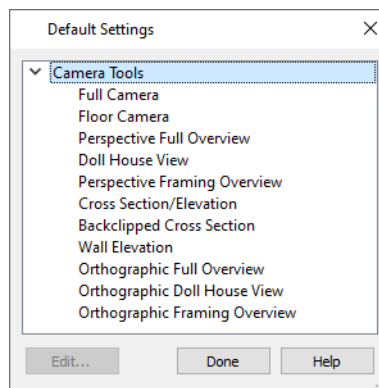 Default Settings
Camera Tools
Full Camera
Floor Camera
Perspective Full Overview
Doll House View
Perspective Framing Overview
Cross Section/Elevation
Backclipped Cross Section
Wall Elevation
Orthographic Full Overview
Orthographic Doll House View
Orthographic Framing Overview
Edit... Done Help